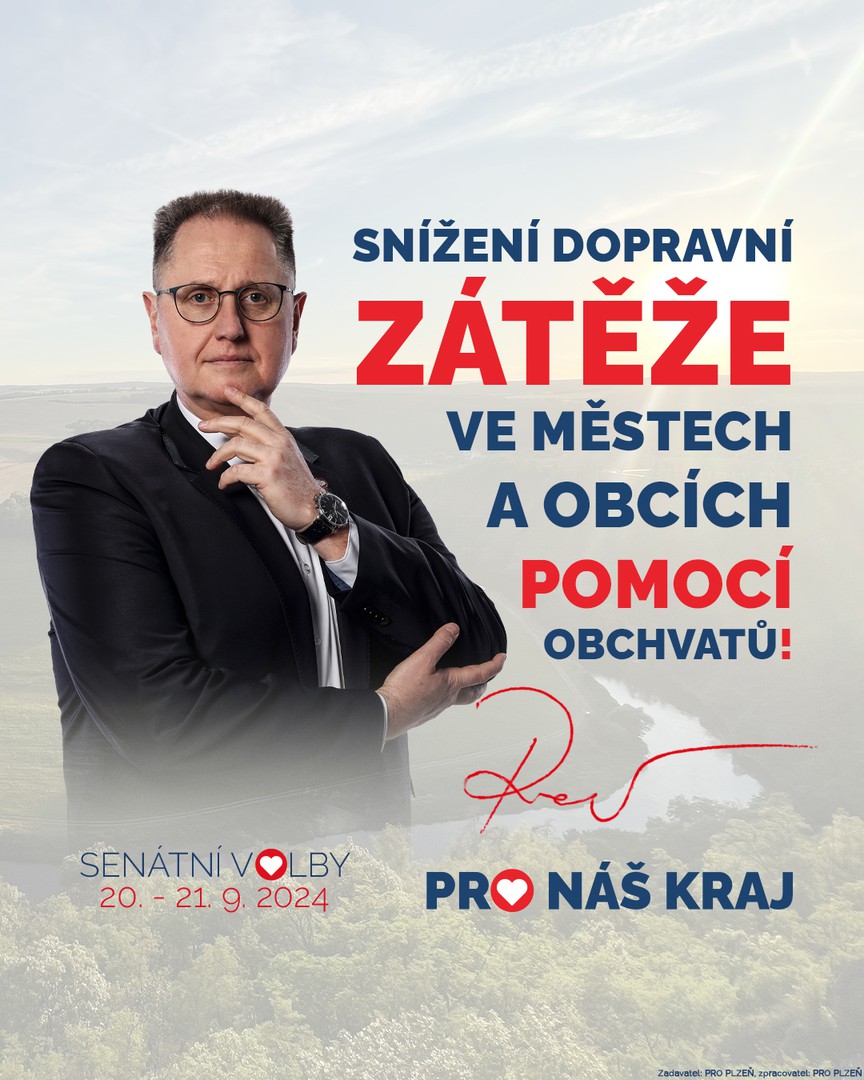 SNÍŽENÍ DOPRAVNÍ
ZÁTĚŽE
VE MĚSTECH
A OBCÍCH
POMOCÍ
OBCHVATŮ!
SENÁTNÍ VOLBY
20. - 21. 9. 2024
PRO NÁŠ KRAJ
Zadavatel: PRO PLZEŇ, zpracovatel: PRO PLZEŇ